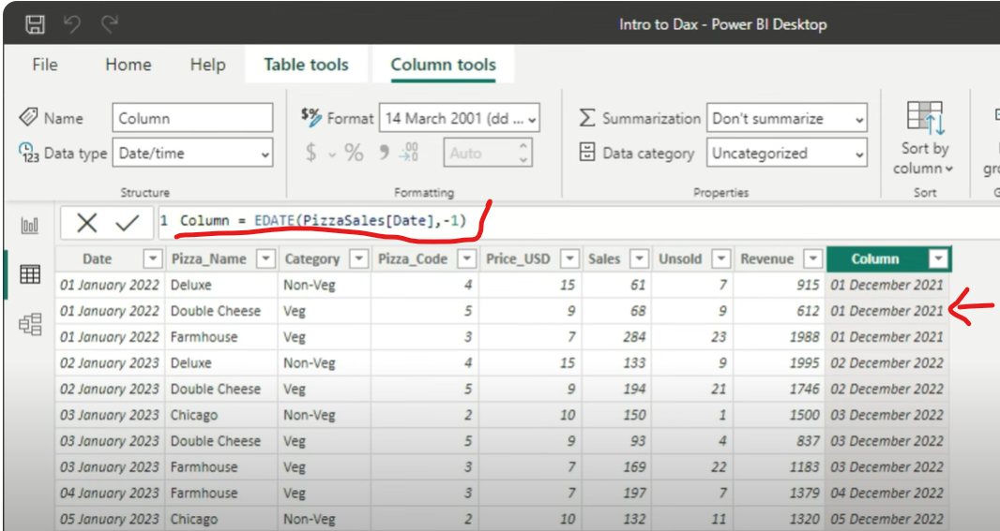 Intro to Dax - Power BI Desktop
File Home Help Table tools Column tools
Name Column $% Format 14 March 2001 (dd ... Summarization Don't summarize
123 Data type Date/time $ % .00 Auto Data category Uncategorized Sort by column
Structure Formatting Properties Sort
1 Column = EDATE(PizzaSales[Date],-1)
Date Pizza_Name Category Pizza_Code Price_USD Sales Unsold Revenue Column
01 January 2022 Deluxe Non-Veg 4 15 61 7 915 01 December 2021
01 January 2022 Double Cheese Veg 5 9 68 9 612 01 December 2021
01 January 2022 Farmhouse Veg 3 7 284 23 1988 01 December 2021
02 January 2023 Deluxe Non-Veg 4 15 133 9 1995 02 December 2022
02 January 2023 Double Cheese Veg 5 9 194 21 1746 02 December 2022
03 January 2023 Chicago Non-Veg 2 10 150 1 1500 03 December 2022
03 January 2023 Double Cheese Veg 5 9 93 4 837 03 December 2022
03 January 2023 Farmhouse Veg 3 7 169 22 1183 03 December 2022
04 January 2023 Farmhouse Veg 3 7 197 7 1379 04 December 2022
05 January 2023 Chicago Non-Veg 2 10 132 11 1320 05 December 2022